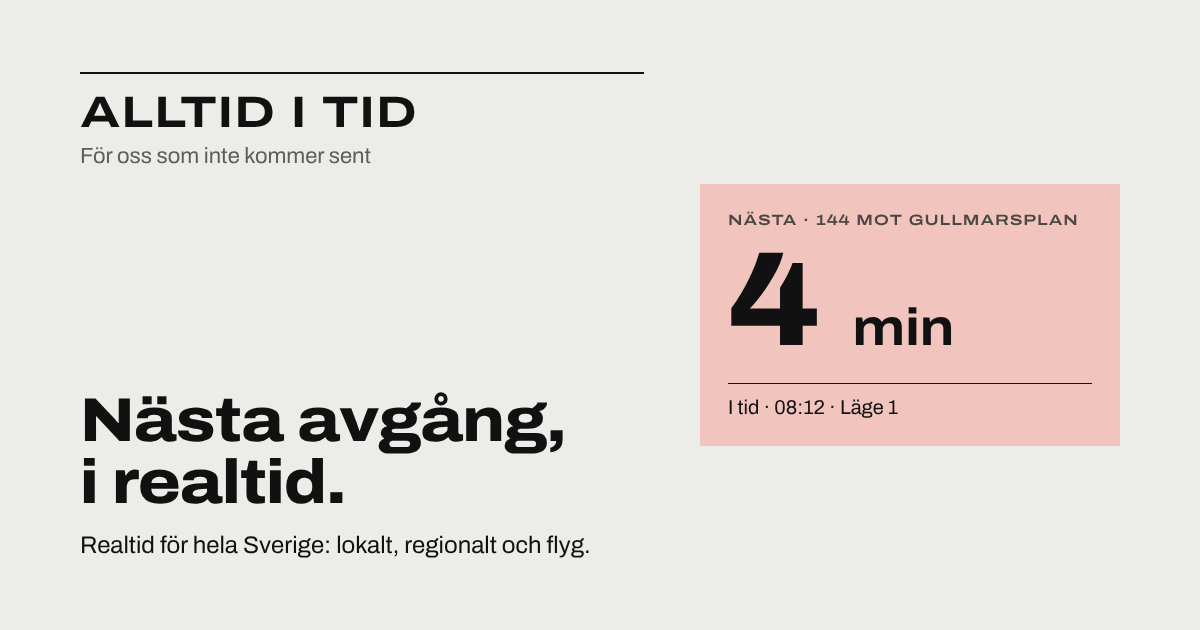 ALLTID I TID
För oss som inte kommer sent
NÄSTA · 144 MOT GULLMARSPLAN
4 min
I tid · 08:12 · Läge 1
Nästa avgång,
i realtid.
Realtid för hela Sverige: lokalt, regionalt och flyg.